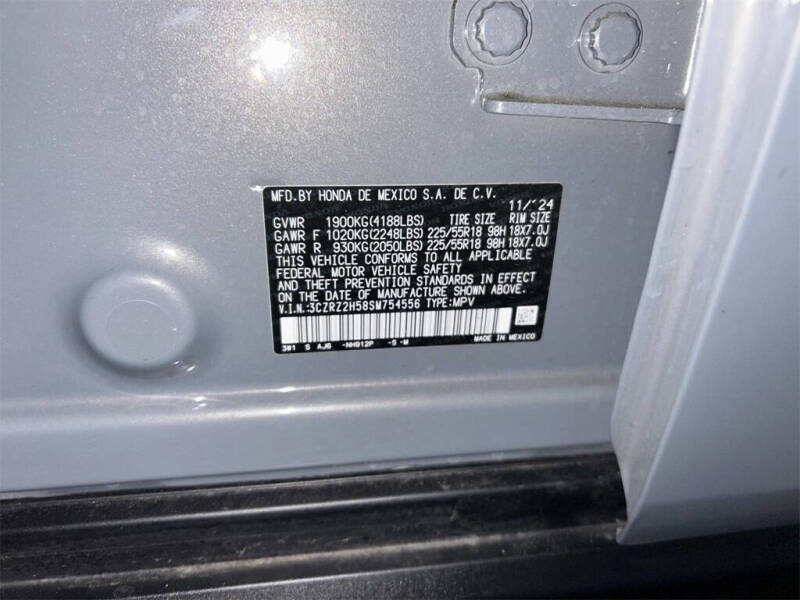 MFD.BY HONDA DE MEXICO S.A. DE C.V.
11/'24
GVWR 1900KG(4188LBS) TIRE SIZE RIM SIZE
GAWR F 1020KG(2248LBS) 225/55R18 98H 18X7.0J
GAWR R 930KG(2050LBS) 225/55R18 98H 18X7.0J
THIS VEHICLE CONFORMS TO ALL APPLICABLE
FEDERAL MOTOR VEHICLE SAFETY
AND THEFT PREVENTION STANDARDS IN EFFECT
ON THE DATE OF MANUFACTURE SHOWN ABOVE.
V.I.N.:3CZRZ2H58SM754556 TYPE:MPV
3W1 S AJS -NH912P -S -M MADE IN MEXICO